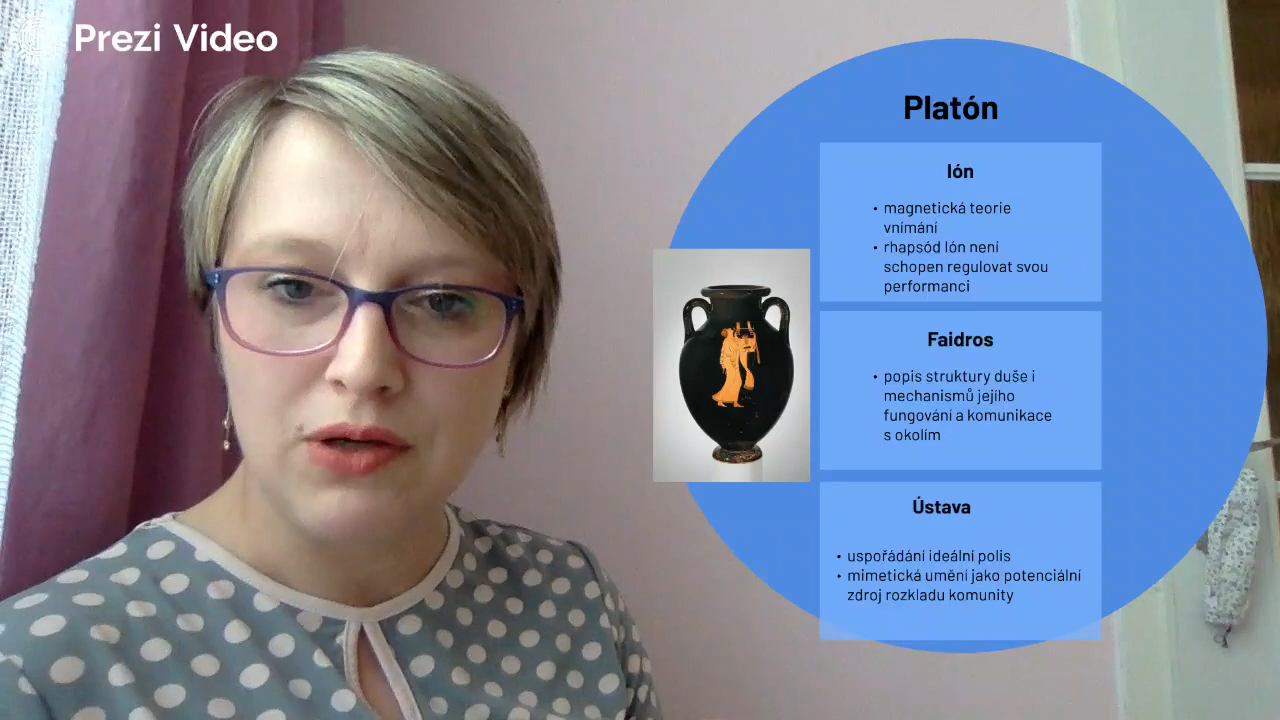 Prezi Video
Platón
Ión
• magnetická teorie
vnímání
• rhapsód Ión není
schopen regulovat svou
performanci
Faidros
• popis struktury duše i
mechanismů jejího
fungování a komunikace
s okolím
Ústava
• uspořádání ideální polis
• mimetická umění jako potenciální
zdroj rozkladu komunity